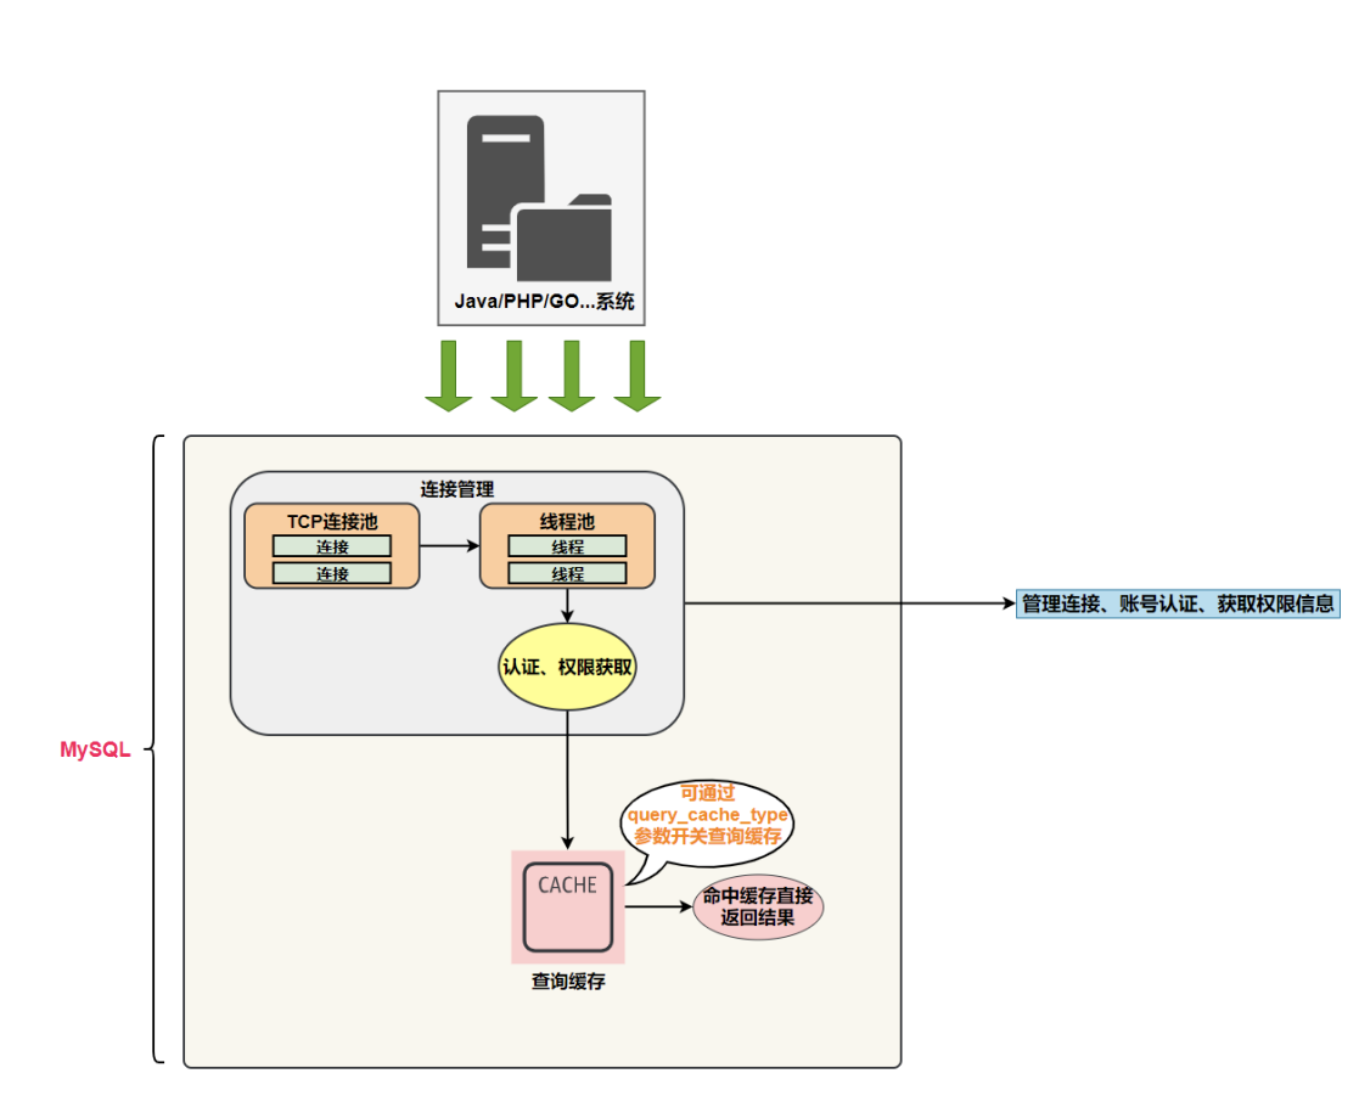 Java/PHP/GO...系统
连接管理
TCP连接池
连接
连接
线程池
线程
线程
管理连接、账号认证、获取权限信息
认证、权限获取
MySQL
可通过
query_cache_type
参数开关查询缓存
CACHE
命中缓存直接
返回结果
查询缓存